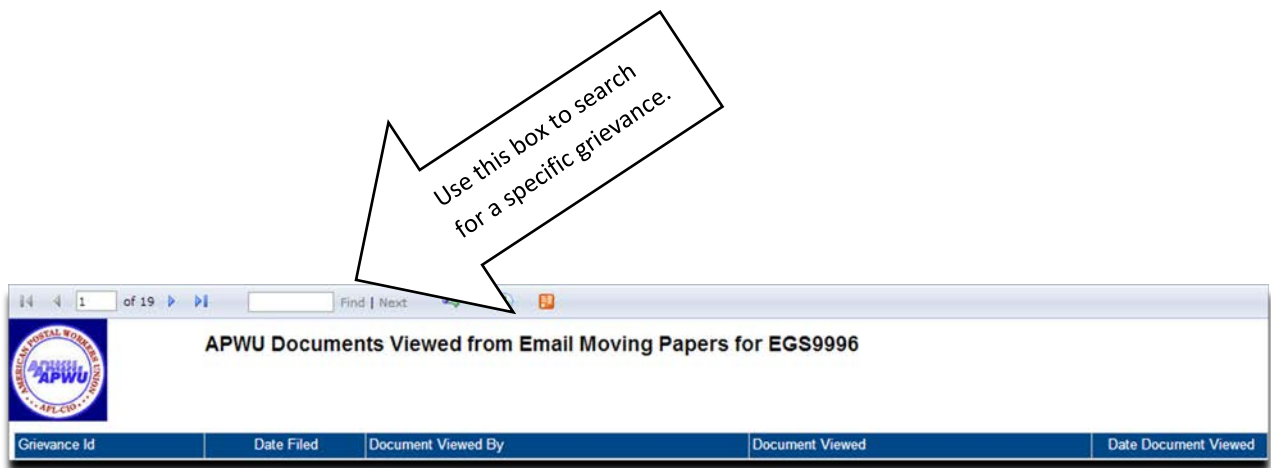 Use this box to search
for a specific grievance.
1 of 19 Find | Next
AMERICAN POSTAL WORKERS UNION
APWU
AFL-CIO
APWU Documents Viewed from Email Moving Papers for EGS9996
Grievance Id Date Filed Document Viewed By Document Viewed Date Document Viewed